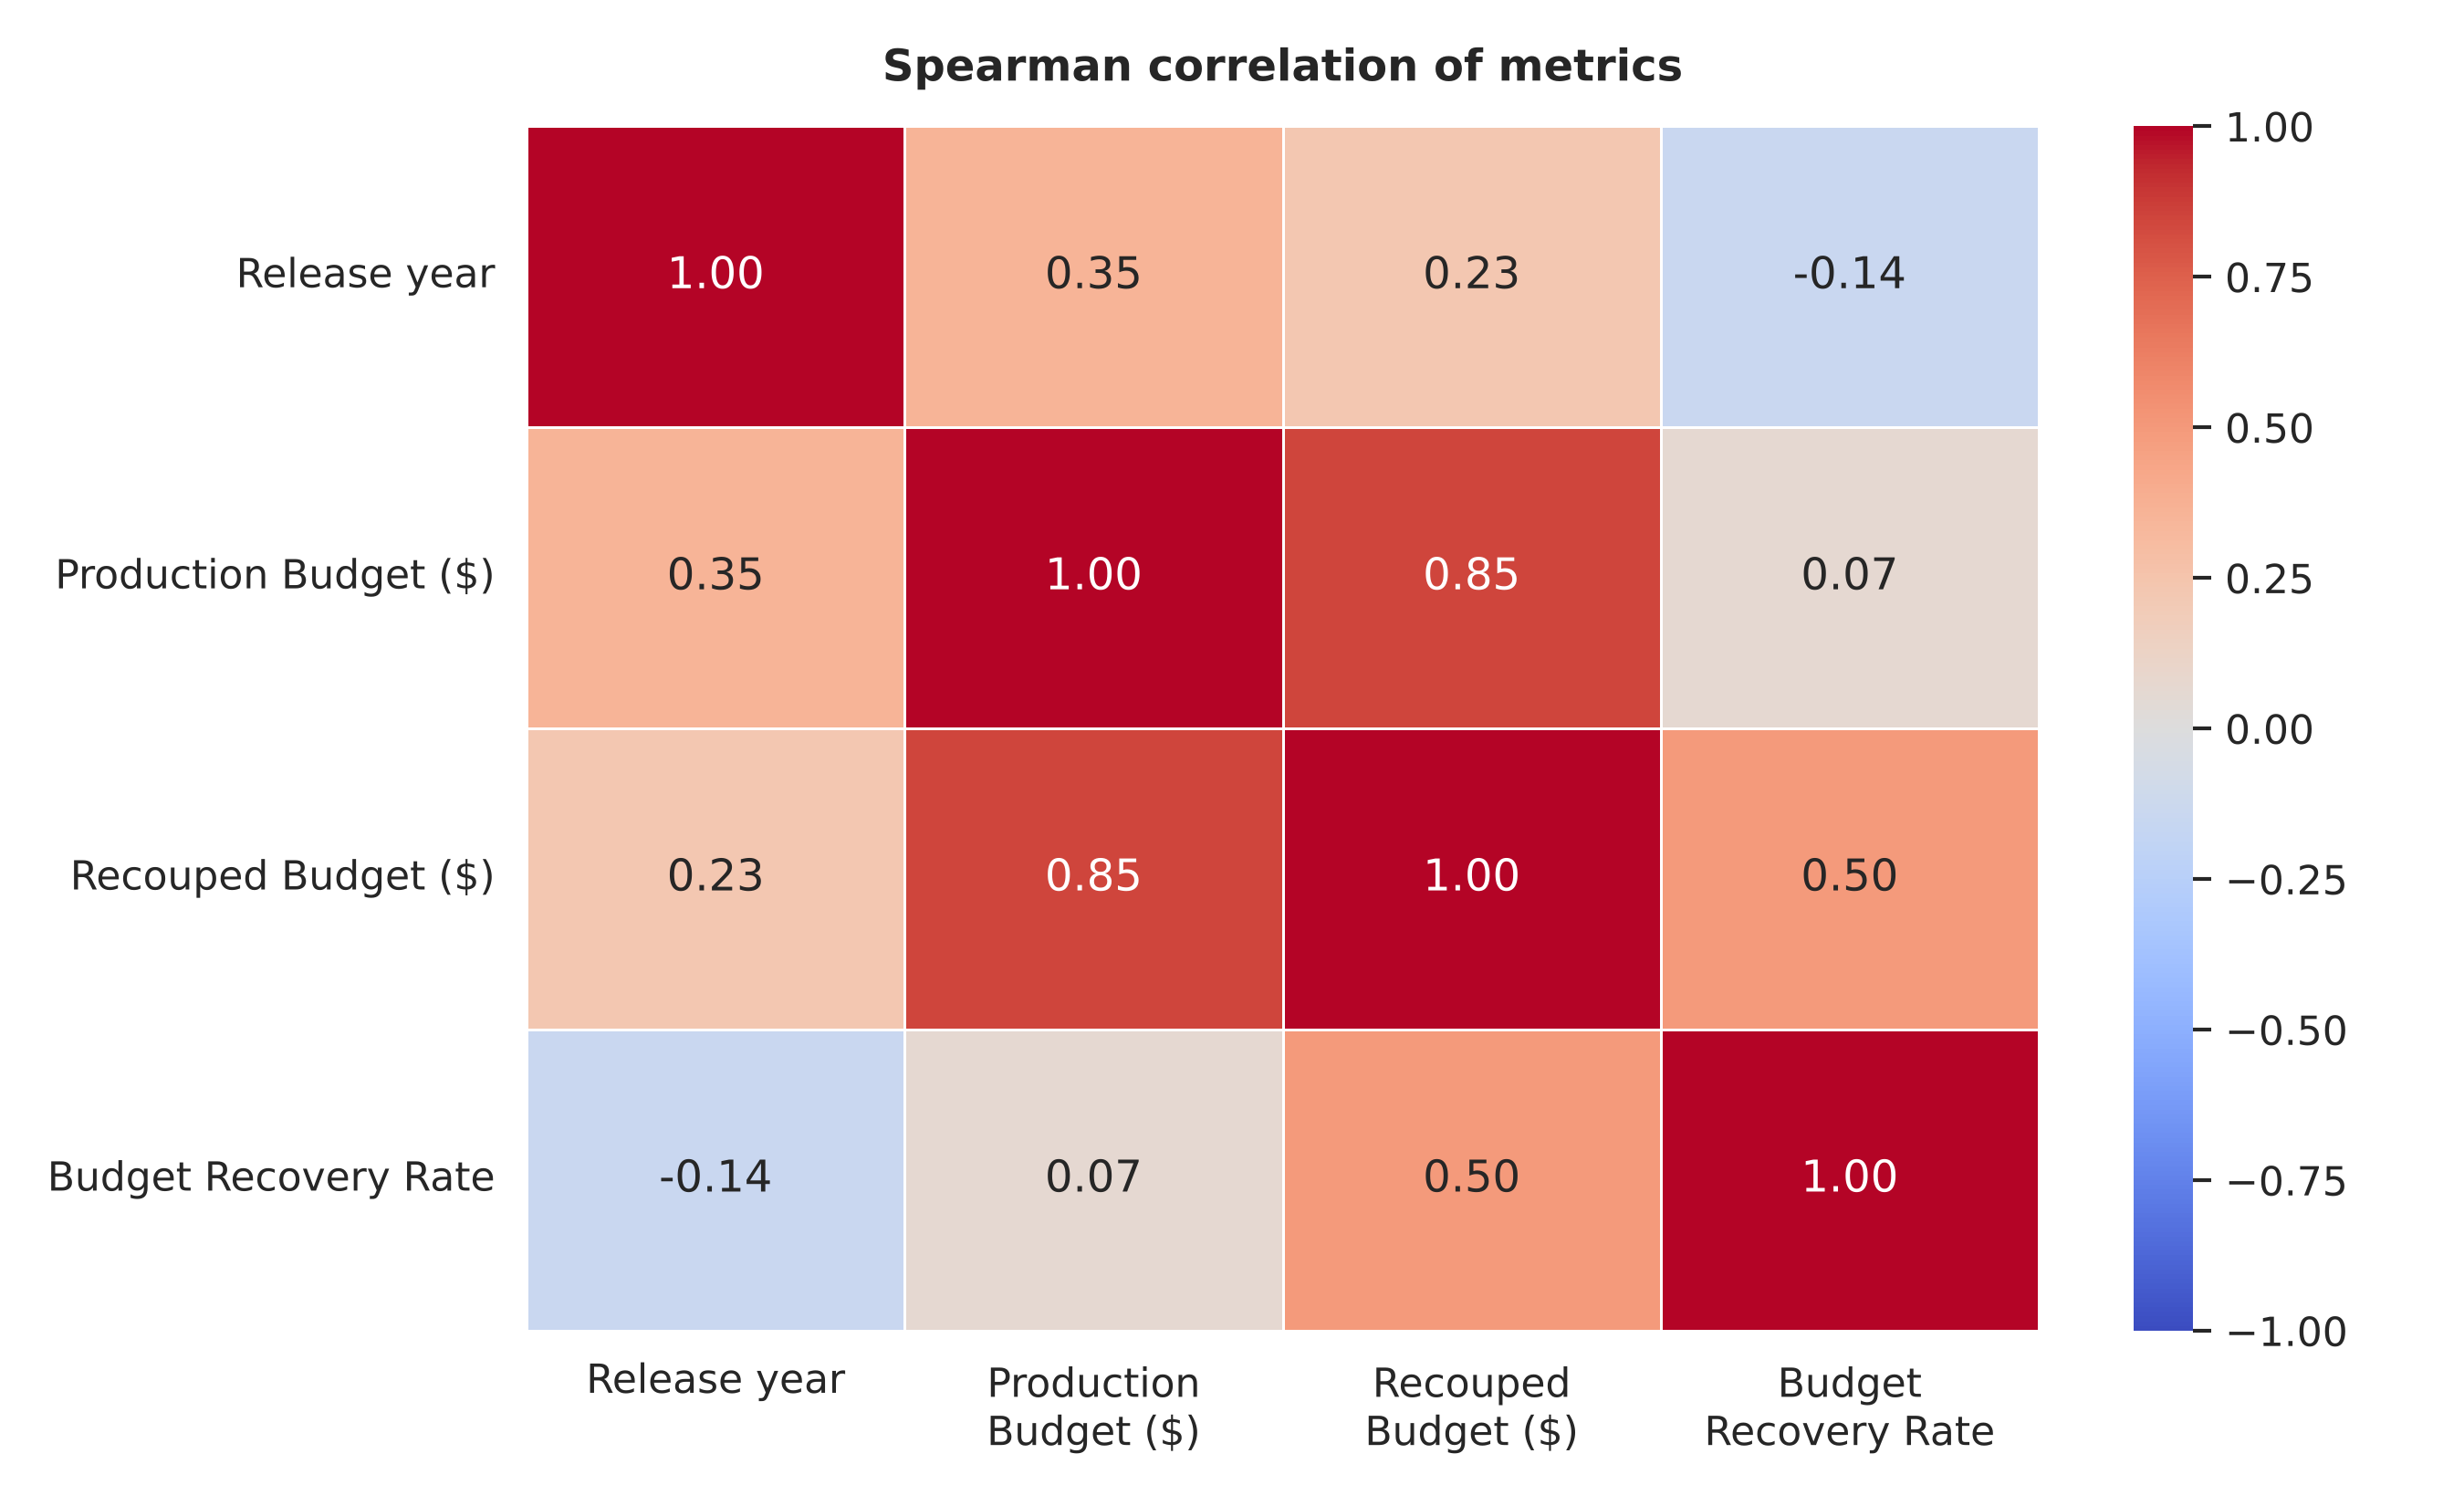 Spearman correlation of metrics
Release year
1.00
0.35
0.23
-0.14
Production Budget ($)
0.35
1.00
0.85
0.07
Recouped Budget ($)
0.23
0.85
1.00
0.50
Budget Recovery Rate
-0.14
0.07
0.50
1.00
Release year
Production
Budget ($)
Recouped
Budget ($)
Budget
Recovery Rate
1.00
0.75
0.50
0.25
0.00
−0.25
−0.50
−0.75
−1.00